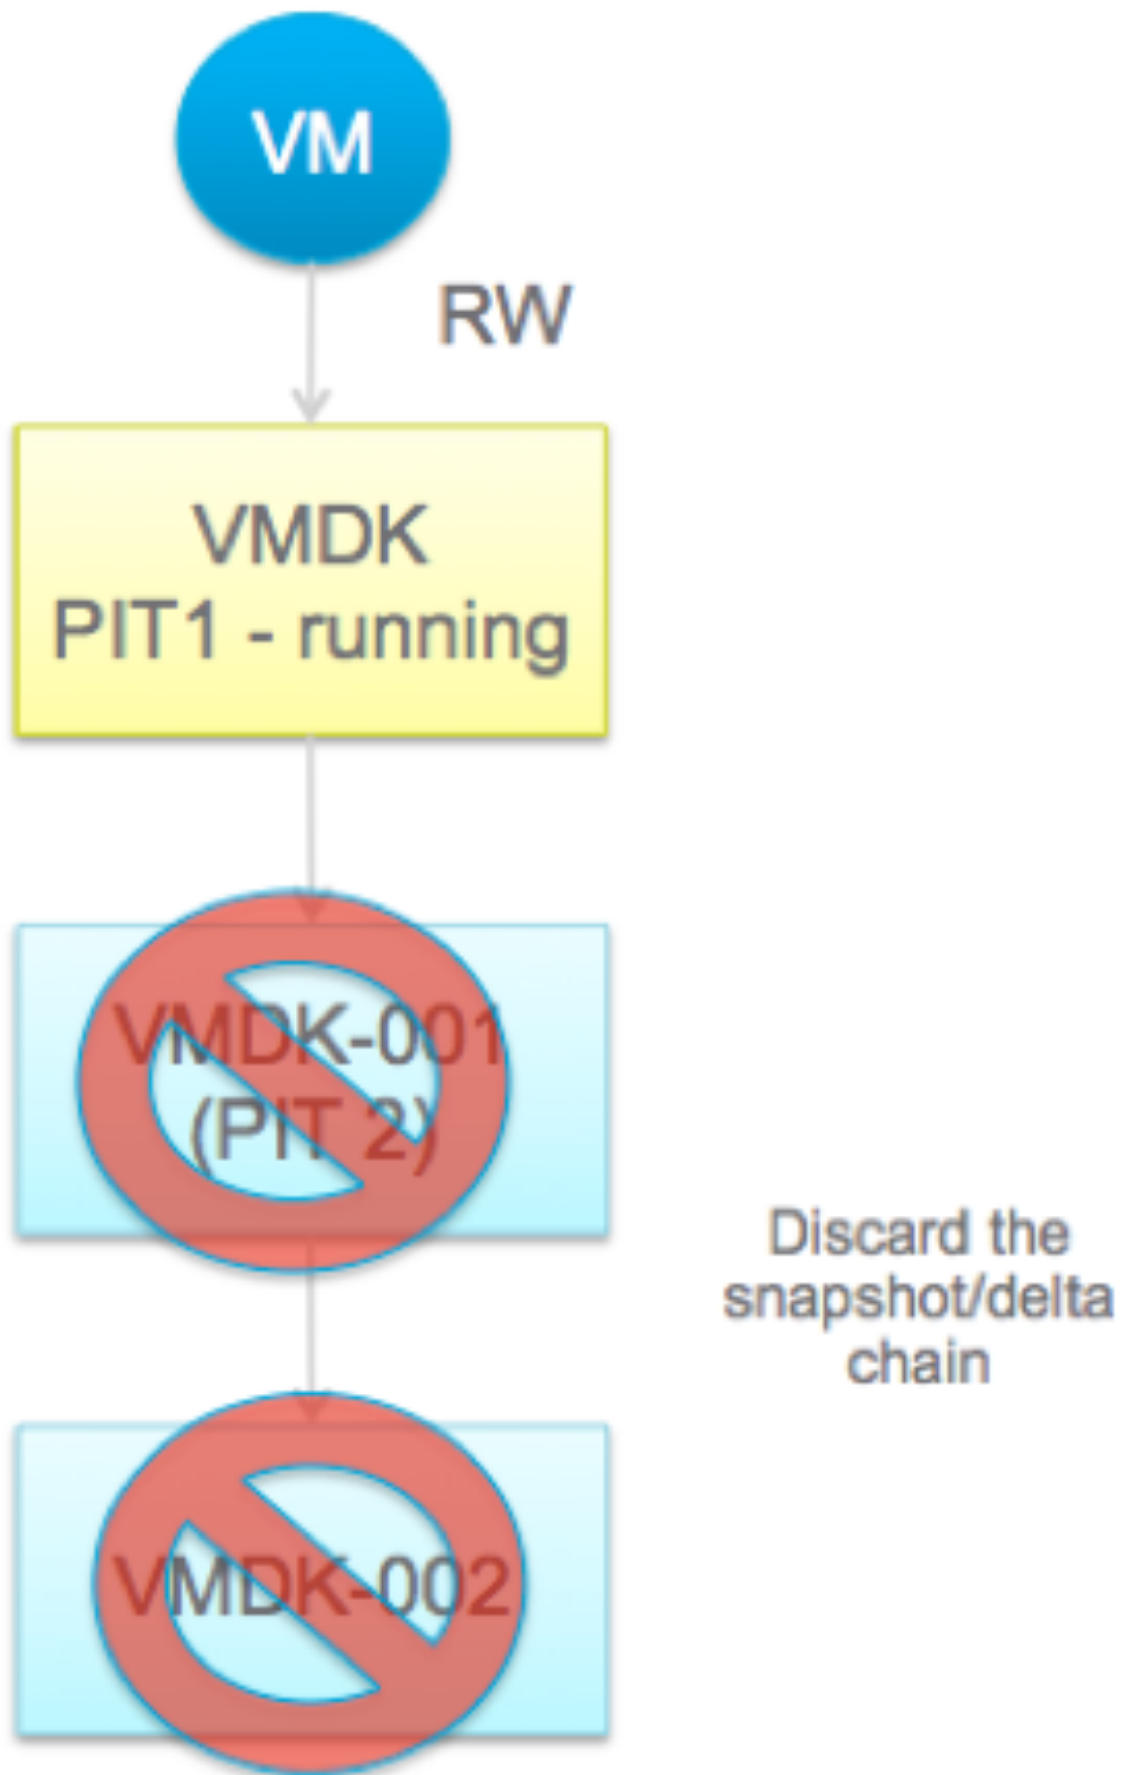 VM
RW
VMDK
PIT1 - running
VMDK-001
(PIT 2)
Discard the
snapshot/delta
chain
VMDK-002